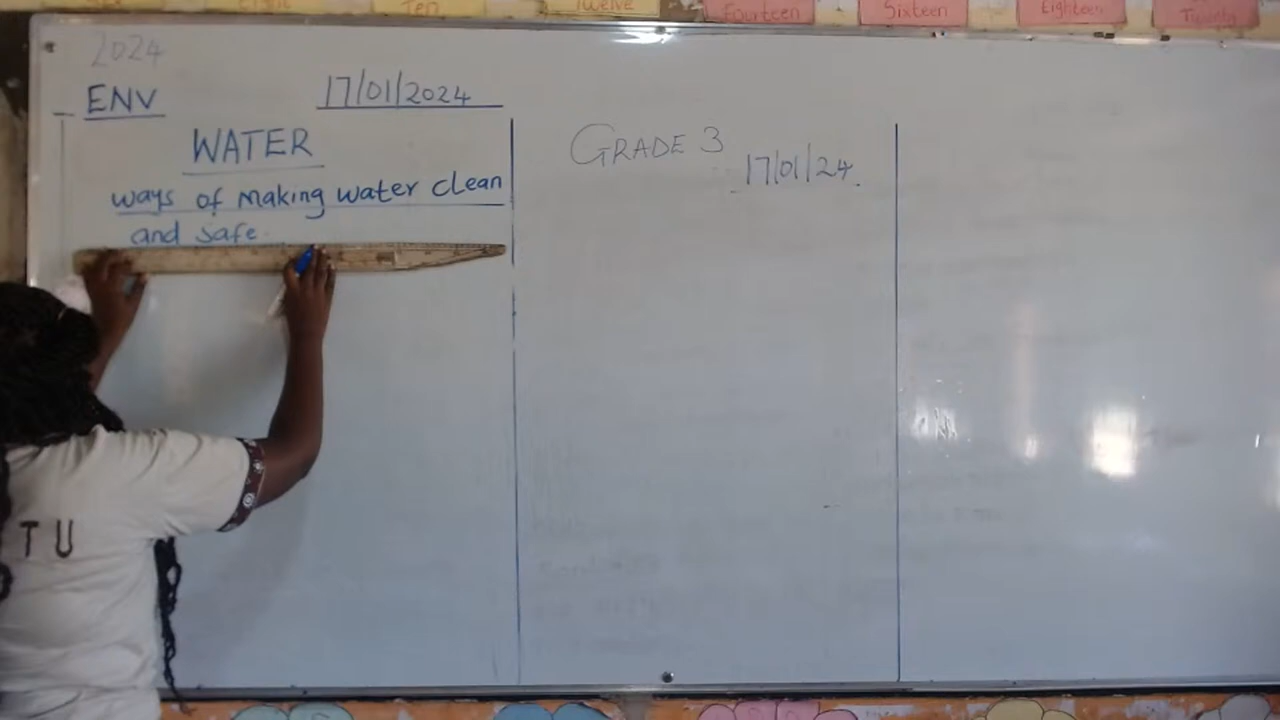 Ten
Twelve
Fourteen
Sixteen
Eighteen
Twenty
2024
ENV 17/01/2024
WATER
ways of making water clean
and safe.
GRADE 3
17/01/24
T U